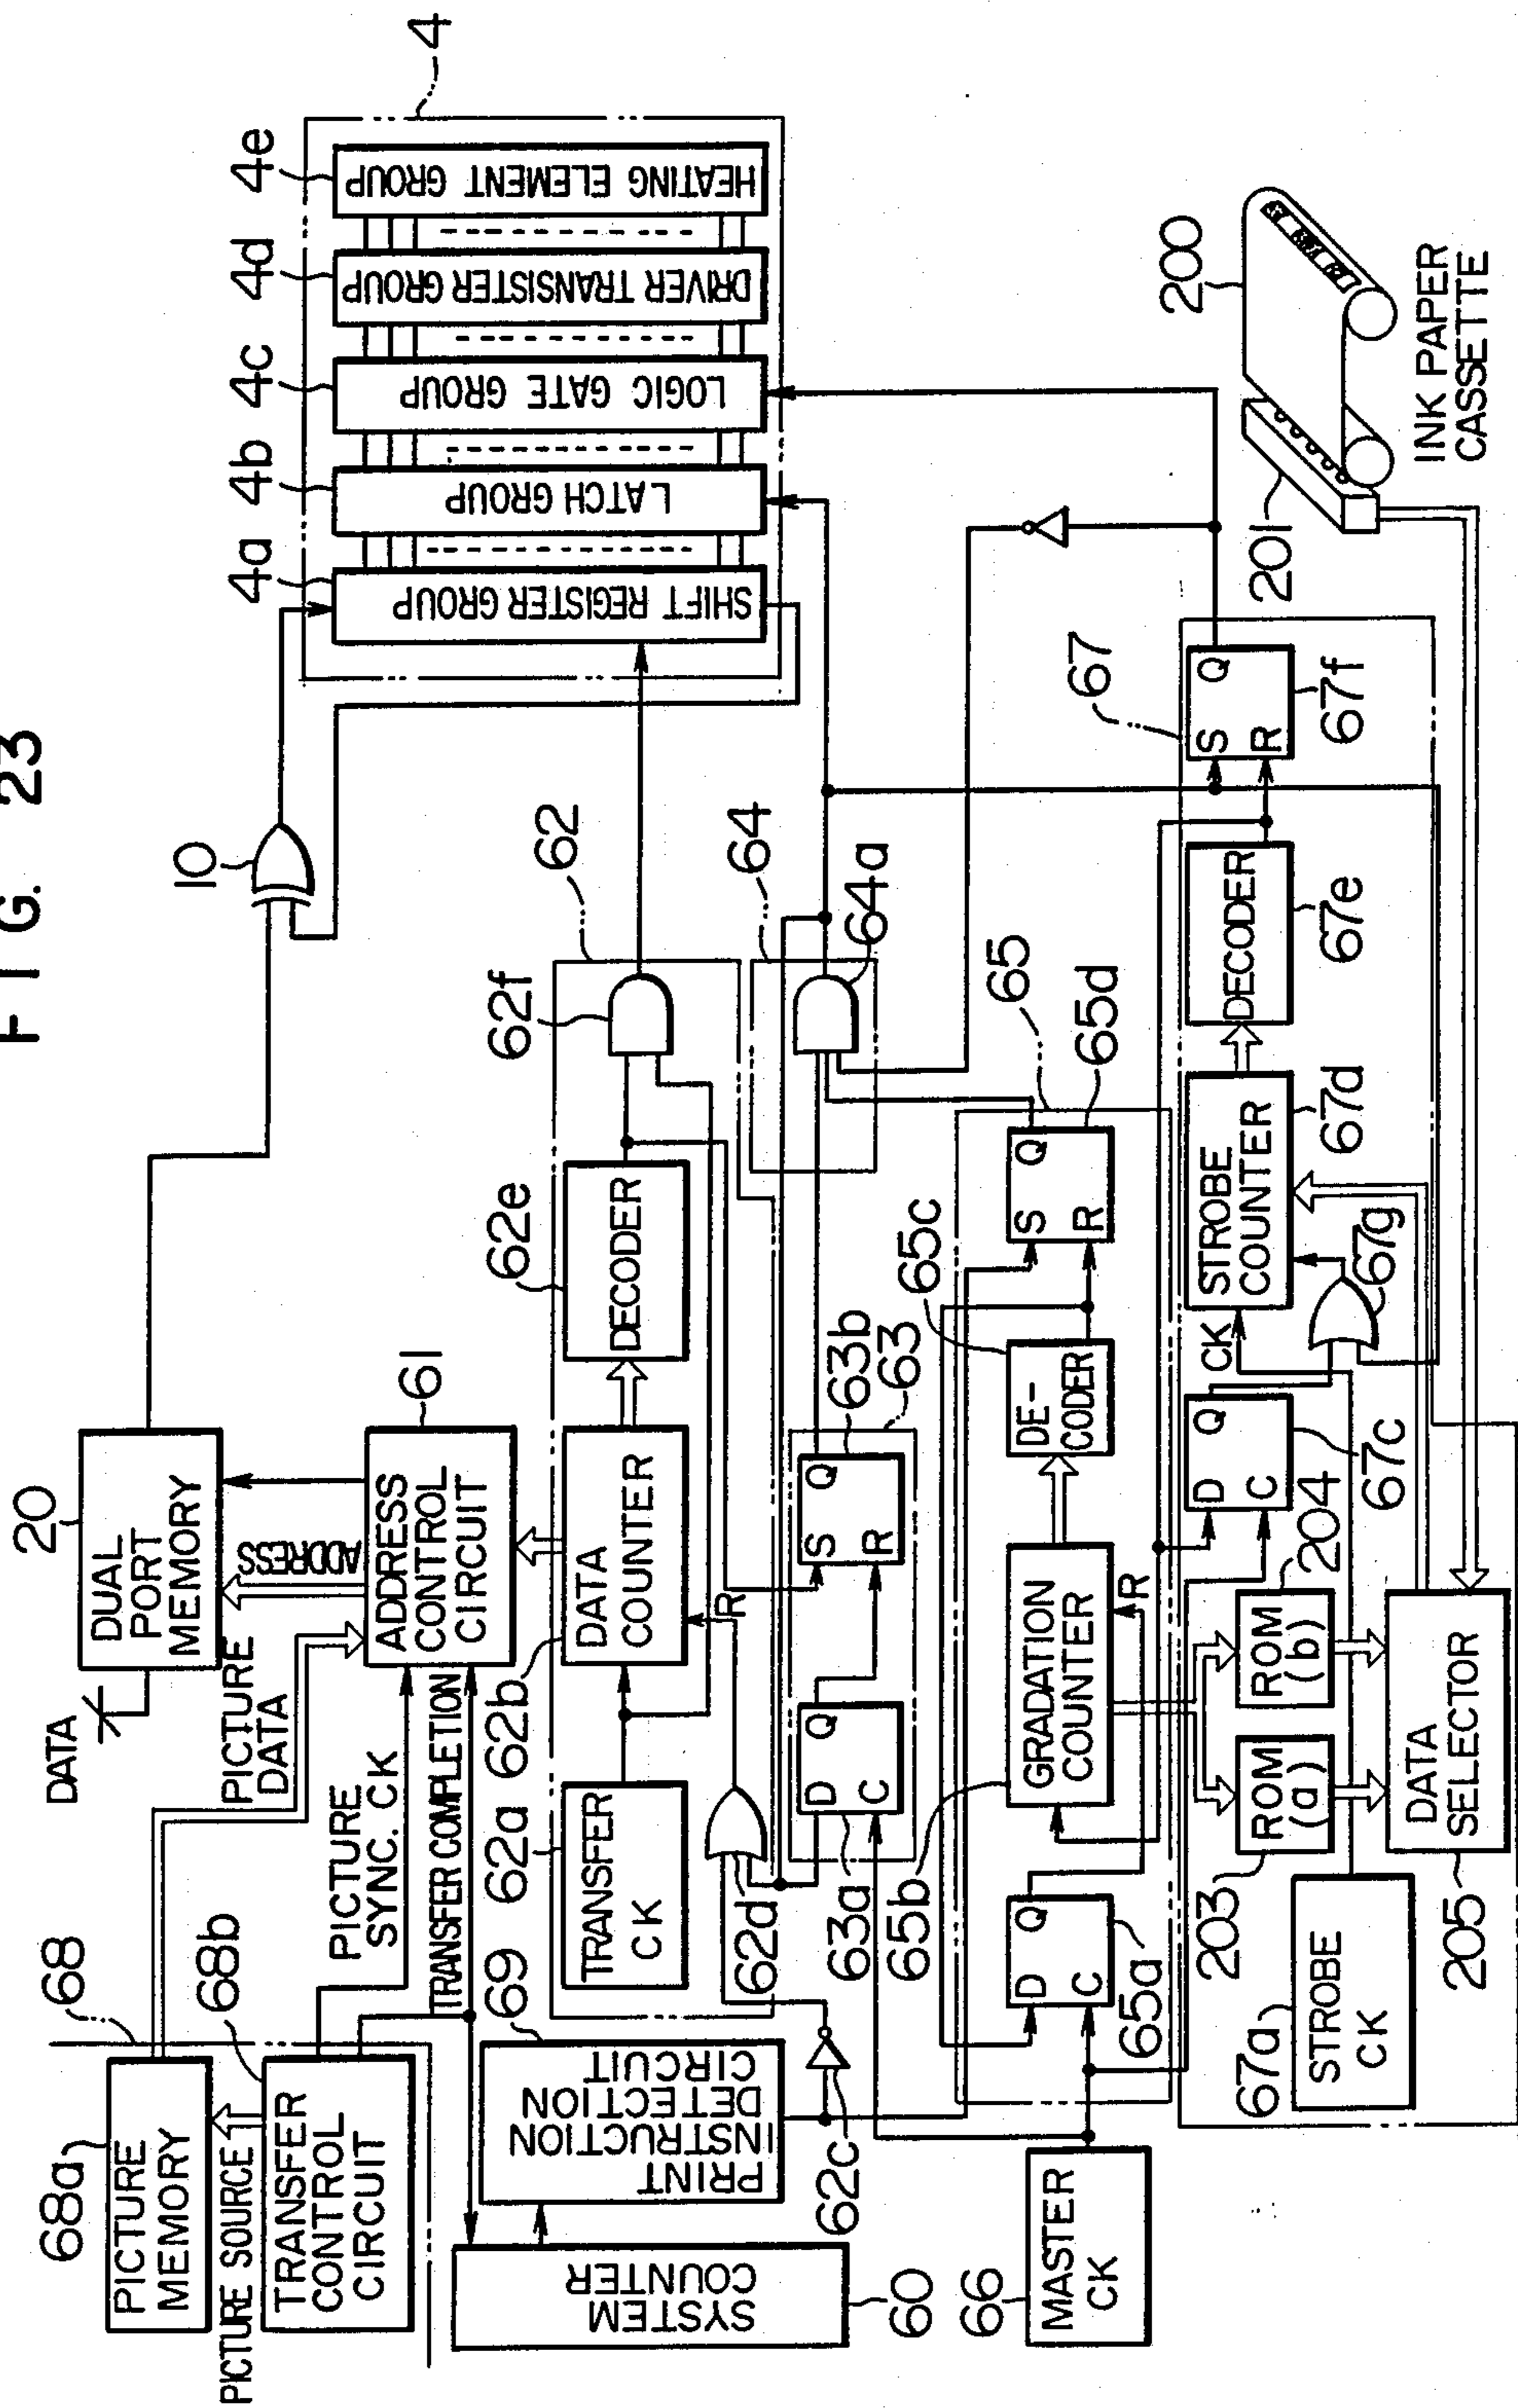 FIG. 23
DATA
20
DUAL
PORT
MEMORY
10
4
4a
4b
4c
4d
4e
SHIFT REGISTER GROUP
LATCH GROUP
LOGIC GATE GROUP
DRIVER TRANSISTER GROUP
HEATING ELEMENT GROUP
68
68a
PICTURE
MEMORY
PICTURE SOURCE
68b
TRANSFER
CONTROL
CIRCUIT
PICTURE
DATA
PICTURE
SYNC. CK
TRANSFER COMPLETION
ADDRESS
61
ADDRESS
CONTROL
CIRCUIT
62
62a
TRANSFER
CK
62b
DATA
COUNTER
R
62e
DECODER
62f
69
PRINT
INSTRUCTION
DETECTION
CIRCUIT
62c
62d
SYSTEM
COUNTER
60
63
63a
D
Q
C
63b
S
Q
R
64
64a
66
MASTER
CK
65
65a
D
Q
C
65b
GRADATION
COUNTER
R
65c
DE-
CODER
65d
S
Q
R
67
67a
STROBE
CK
203
ROM
(a)
204
ROM
(b)
205
DATA
SELECTOR
67c
D
Q
C
CK
67g
67d
STROBE
COUNTER
67e
DECODER
67f
S
Q
R
200
201
INK PAPER
CASSETTE